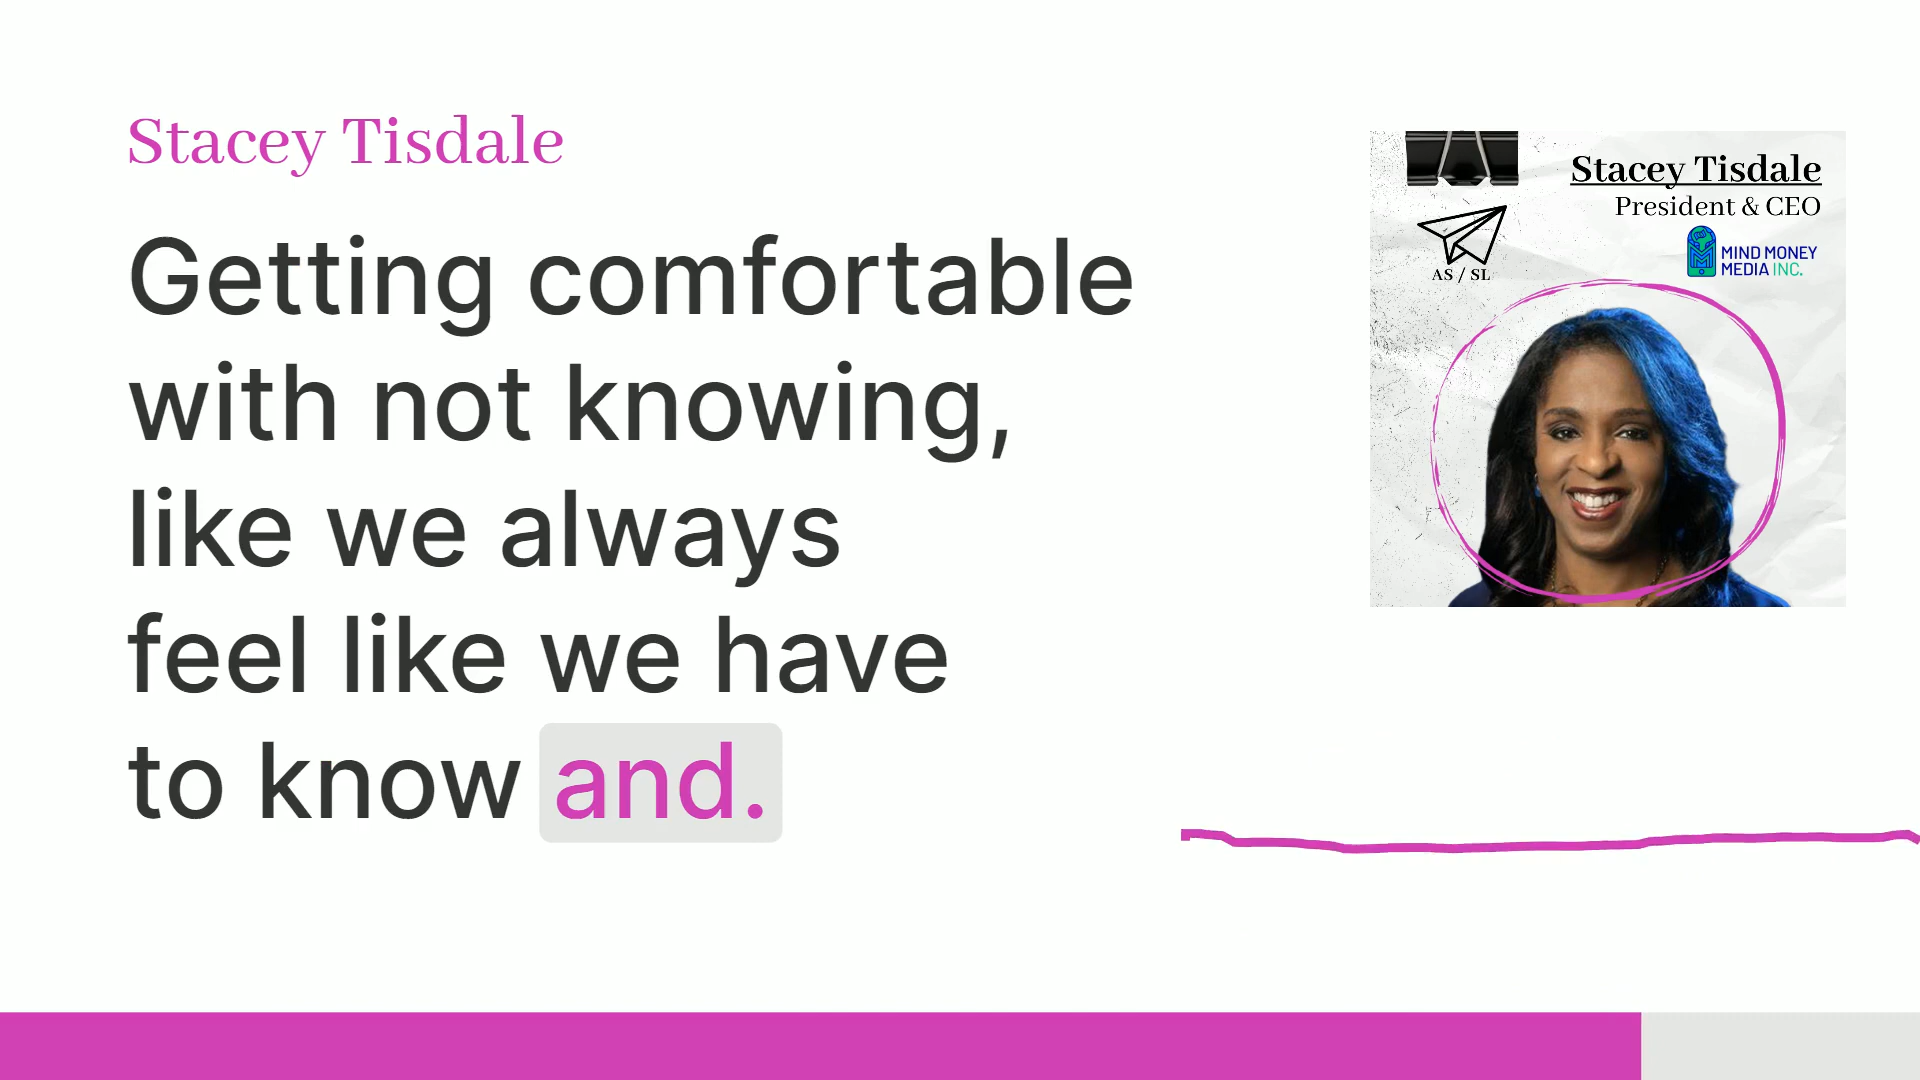 Stacey Tisdale
Getting comfortable
with not knowing,
like we always
feel like we have
to know and.
Stacey Tisdale
President & CEO
MIND MONEY
MEDIA INC.
AS / SL